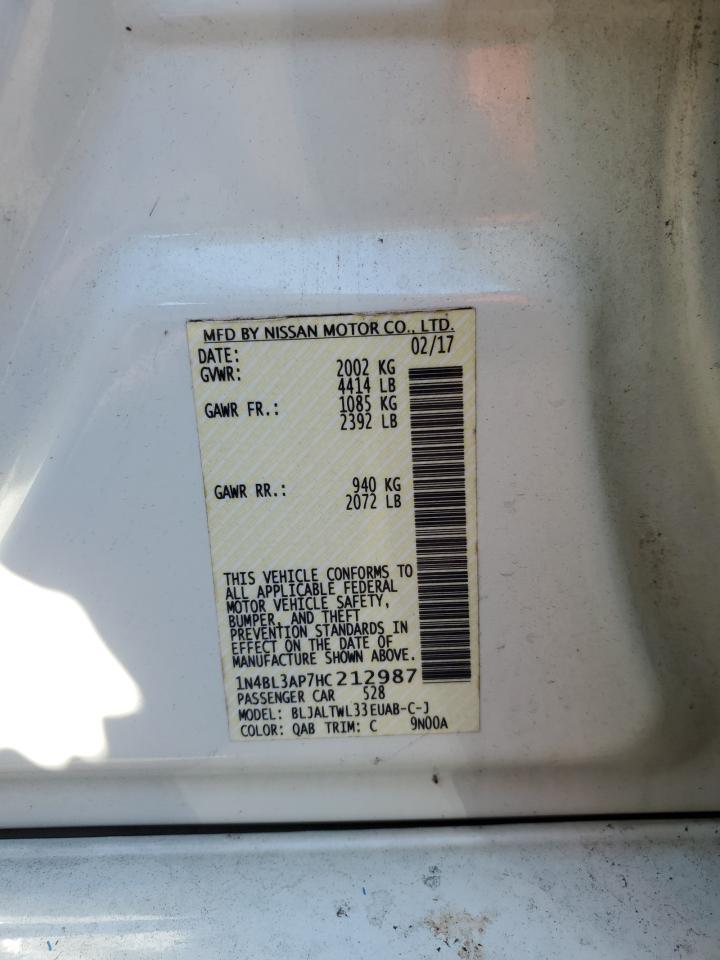 MFD BY NISSAN MOTOR CO., LTD.
DATE: 02/17
GVWR: 2002 KG
4414 LB
GAWR FR.: 1085 KG
2392 LB
GAWR RR.: 940 KG
2072 LB
THIS VEHICLE CONFORMS TO
ALL APPLICABLE FEDERAL
MOTOR VEHICLE SAFETY,
BUMPER, AND THEFT
PREVENTION STANDARDS IN
EFFECT ON THE DATE OF
MANUFACTURE SHOWN ABOVE.
1N4BL3AP7HC212987
PASSENGER CAR 528
MODEL: BLJALTWL33EUAB-C-J
COLOR: QAB TRIM: C 9N00A